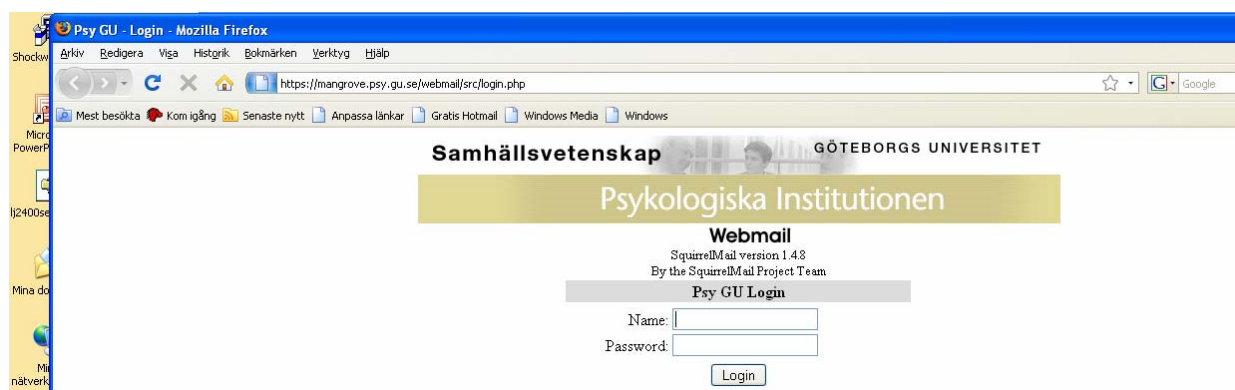 Psy GU - Login - Mozilla Firefox
Arkiv Redigera Visa Historik Bokmärken Verktyg Hjälp
https://mangrove.psy.gu.se/webmail/src/login.php
Google
Mest besökta Kom igång Senaste nytt Anpassa länkar Gratis Hotmail Windows Media Windows
Samhällsvetenskap
GÖTEBORGS UNIVERSITET
Psykologiska Institutionen
Webmail
SquirrelMail version 1.4.8
By the SquirrelMail Project Team
Psy GU Login
Name:
Password:
Login
Shockw
Micro
PowerP
lj2400se
Mina do
Mi
nätverk